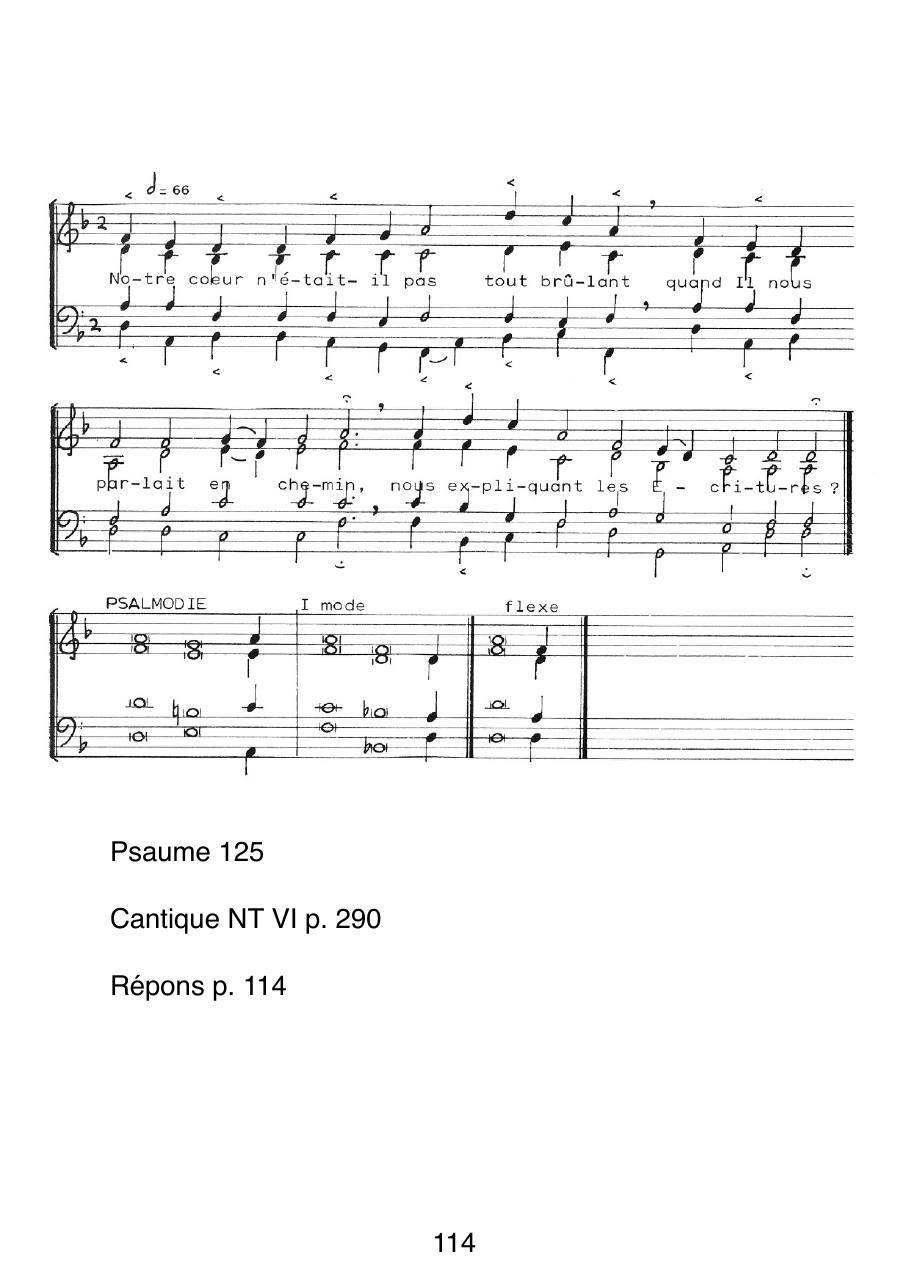 𝅗𝅥 = 66
2
No-tre coeur n'é-tait- il pas tout brû-lant quand Il nous
2
par-lait en che-min, nous ex-pli-quant les E - cri-tu-res ?
PSALMODIE I mode flexe
Psaume 125
Cantique NT VI p. 290
Répons p. 114
114